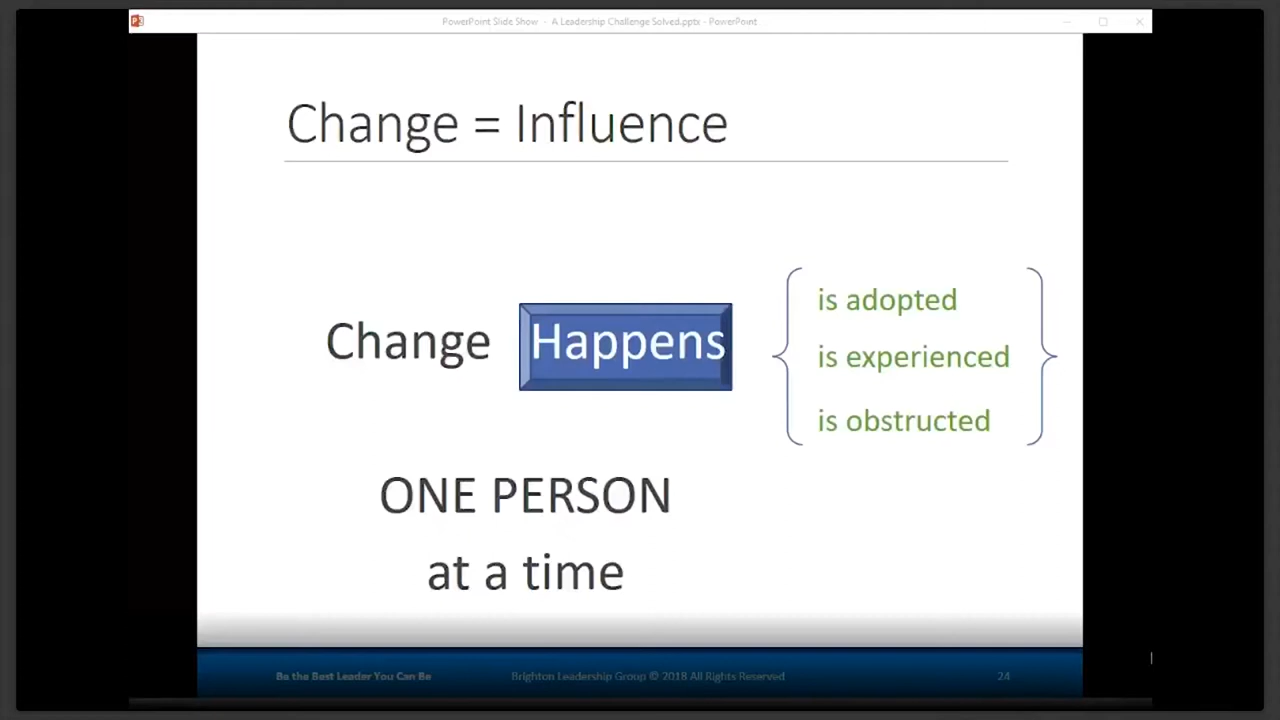 PowerPoint Slide Show - A Leadership Challenge Solved.pptx - PowerPoint
Change = Influence
Change Happens
is adopted
is experienced
is obstructed
ONE PERSON
at a time
Be the Best Leader You Can Be
Brighton Leadership Group © 2018 All Rights Reserved
24